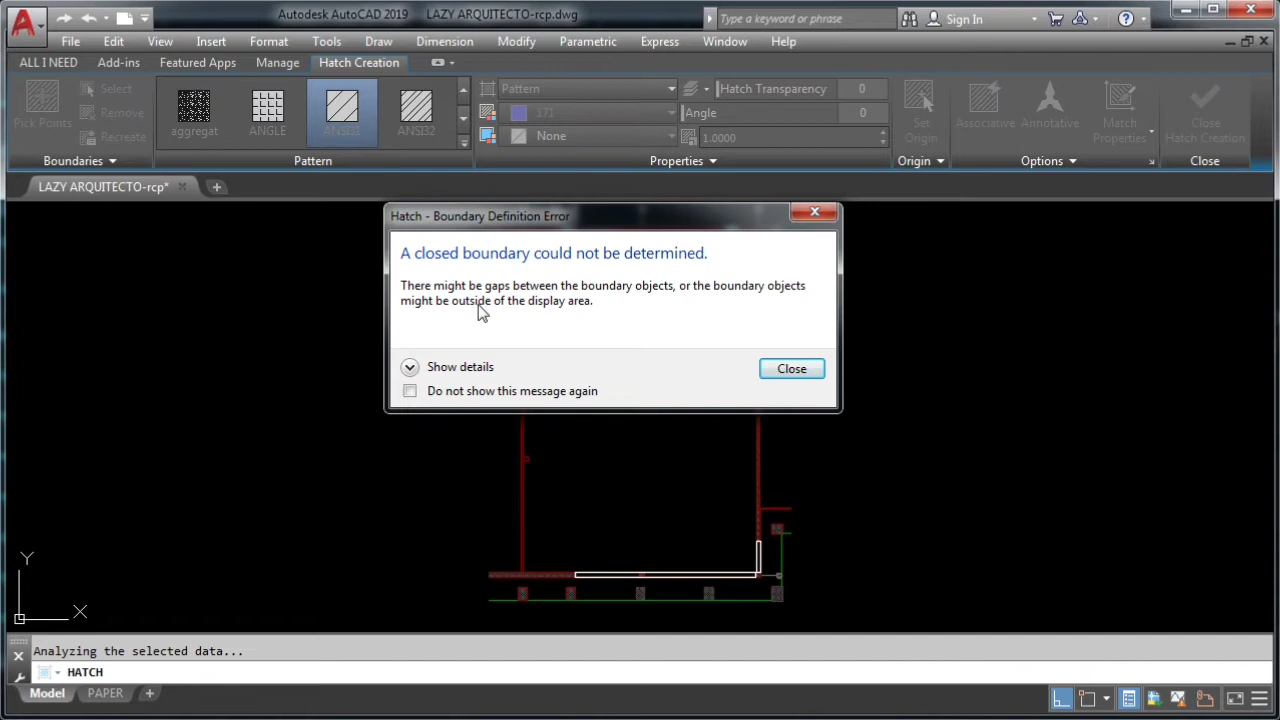 Autodesk AutoCAD 2019 LAZY ARQUITECTO-rcp.dwg
Type a keyword or phrase
Sign In
File Edit View Insert Format Tools Draw Dimension Modify Parametric Express Window Help
ALL I NEED Add-ins Featured Apps Manage Hatch Creation
Pick Points
Select
Remove
Recreate
Boundaries
aggregat ANGLE ANSI31 ANSI32
Pattern
Pattern
171
None
Hatch Transparency 0
Angle 0
1.0000
Properties
Set Origin
Origin
Associative Annotative Match Properties
Options
Close Hatch Creation
Close
LAZY ARQUITECTO-rcp*
Hatch - Boundary Definition Error
A closed boundary could not be determined.
There might be gaps between the boundary objects, or the boundary objects
might be outside of the display area.
Show details
Close
Do not show this message again
Y
X
Analyzing the selected data...
HATCH
Model PAPER